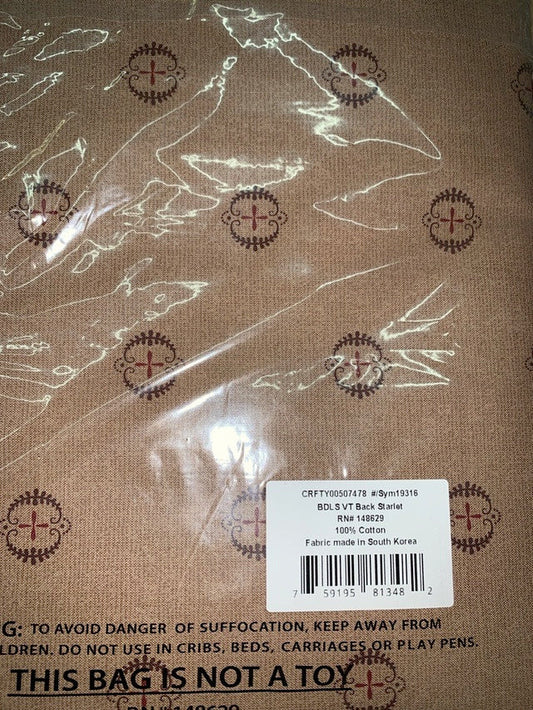 CRFTY00507478 #/Sym19316
BDLS VT Back Starlet
RN# 148629
100% Cotton
Fabric made in South Korea
7 59195 81348 2
G: TO AVOID DANGER OF SUFFOCATION, KEEP AWAY FROM
LDREN. DO NOT USE IN CRIBS, BEDS, CARRIAGES OR PLAY PENS.
THIS BAG IS NOT A TOY
RN#148629